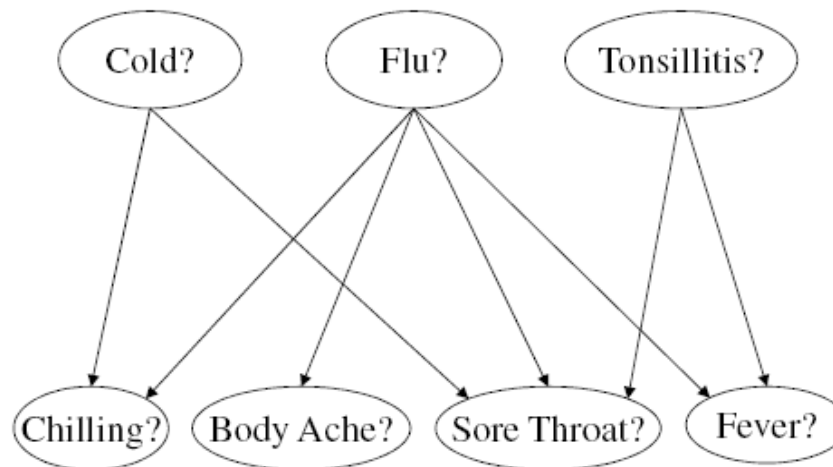 Cold?
Flu?
Tonsillitis?
Chilling?
Body Ache?
Sore Throat?
Fever?